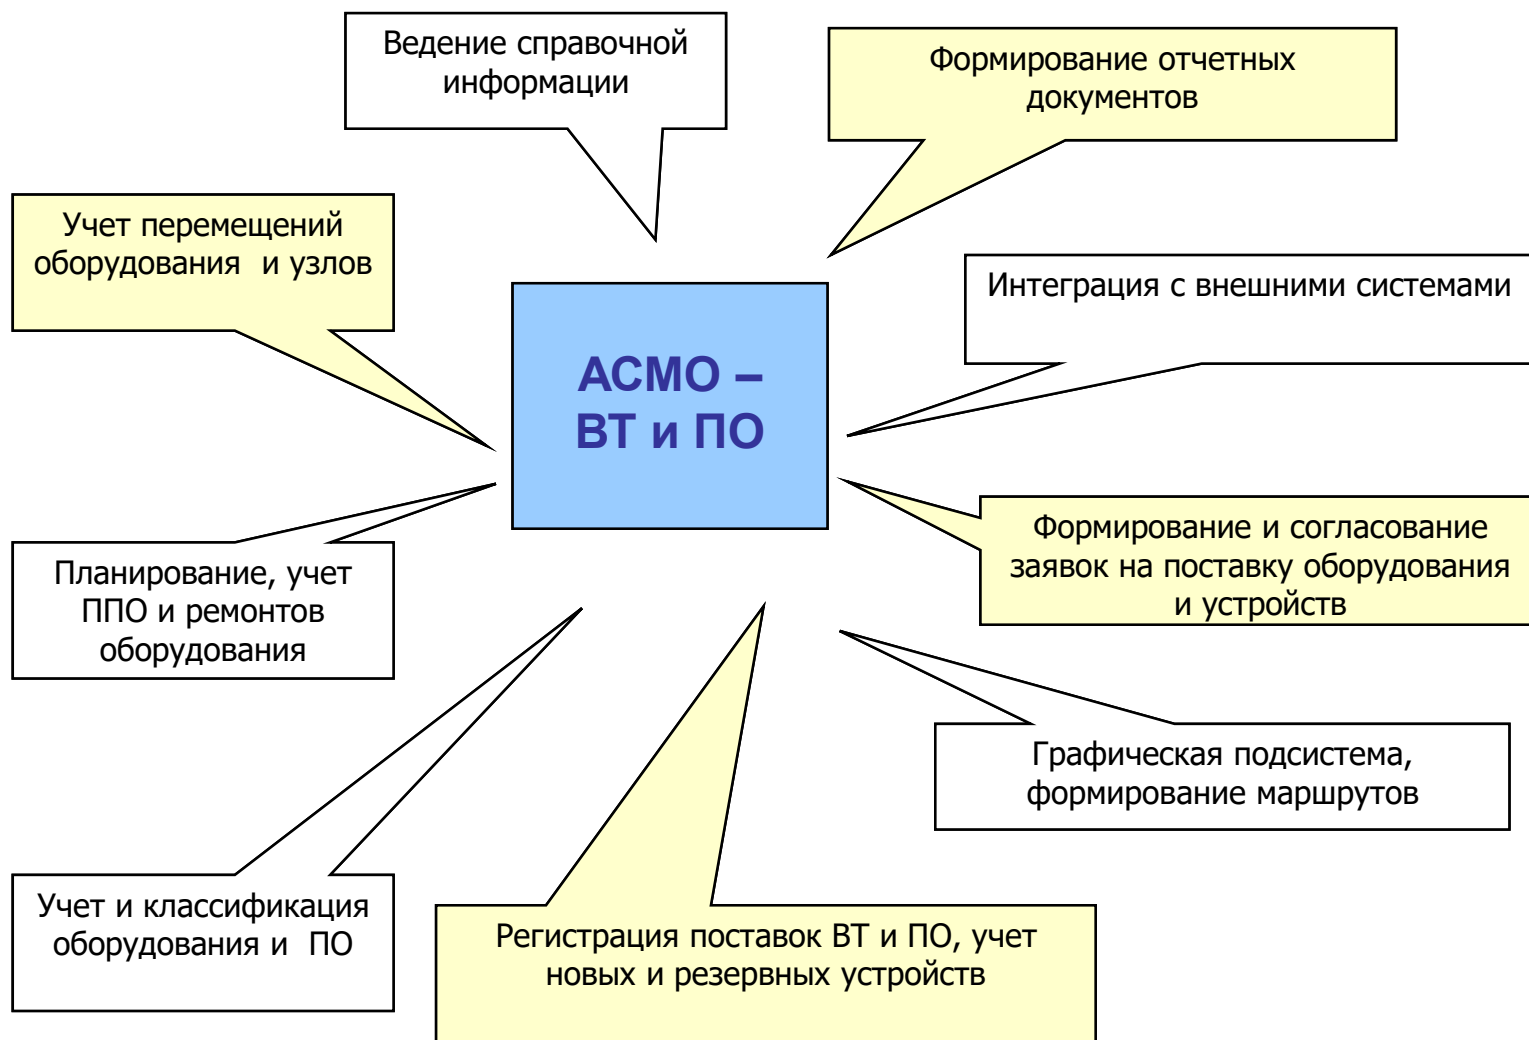 Ведение справочной
информации
Формирование отчетных
документов
Учет перемещений
оборудования и узлов
Интеграция с внешними системами
АСМО –
ВТ и ПО
Формирование и согласование
заявок на поставку оборудования
и устройств
Планирование, учет
ППО и ремонтов
оборудования
Графическая подсистема,
формирование маршрутов
Учет и классификация
оборудования и ПО
Регистрация поставок ВТ и ПО, учет
новых и резервных устройств